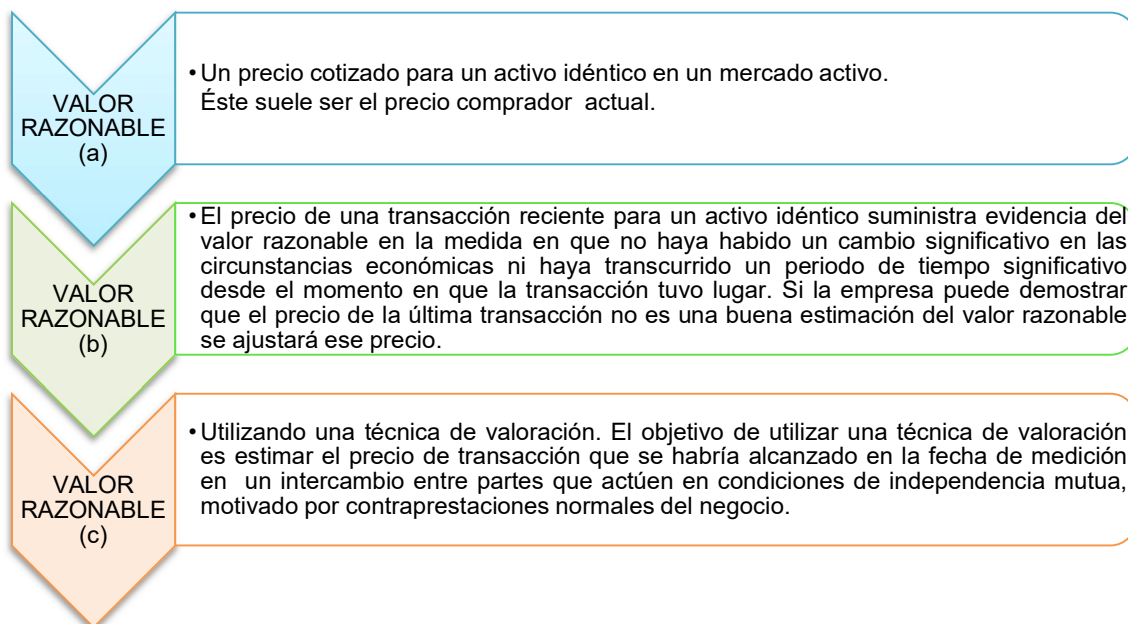 VALOR
RAZONABLE
(a)
•Un precio cotizado para un activo idéntico en un mercado activo.
Éste suele ser el precio comprador actual.
VALOR
RAZONABLE
(b)
•El precio de una transacción reciente para un activo idéntico suministra evidencia del
valor razonable en la medida en que no haya habido un cambio significativo en las
circunstancias económicas ni haya transcurrido un periodo de tiempo significativo
desde el momento en que la transacción tuvo lugar. Si la empresa puede demostrar
que el precio de la última transacción no es una buena estimación del valor razonable
se ajustará ese precio.
VALOR
RAZONABLE
(c)
•Utilizando una técnica de valoración. El objetivo de utilizar una técnica de valoración
es estimar el precio de transacción que se habría alcanzado en la fecha de medición
en un intercambio entre partes que actúen en condiciones de independencia mutua,
motivado por contraprestaciones normales del negocio.